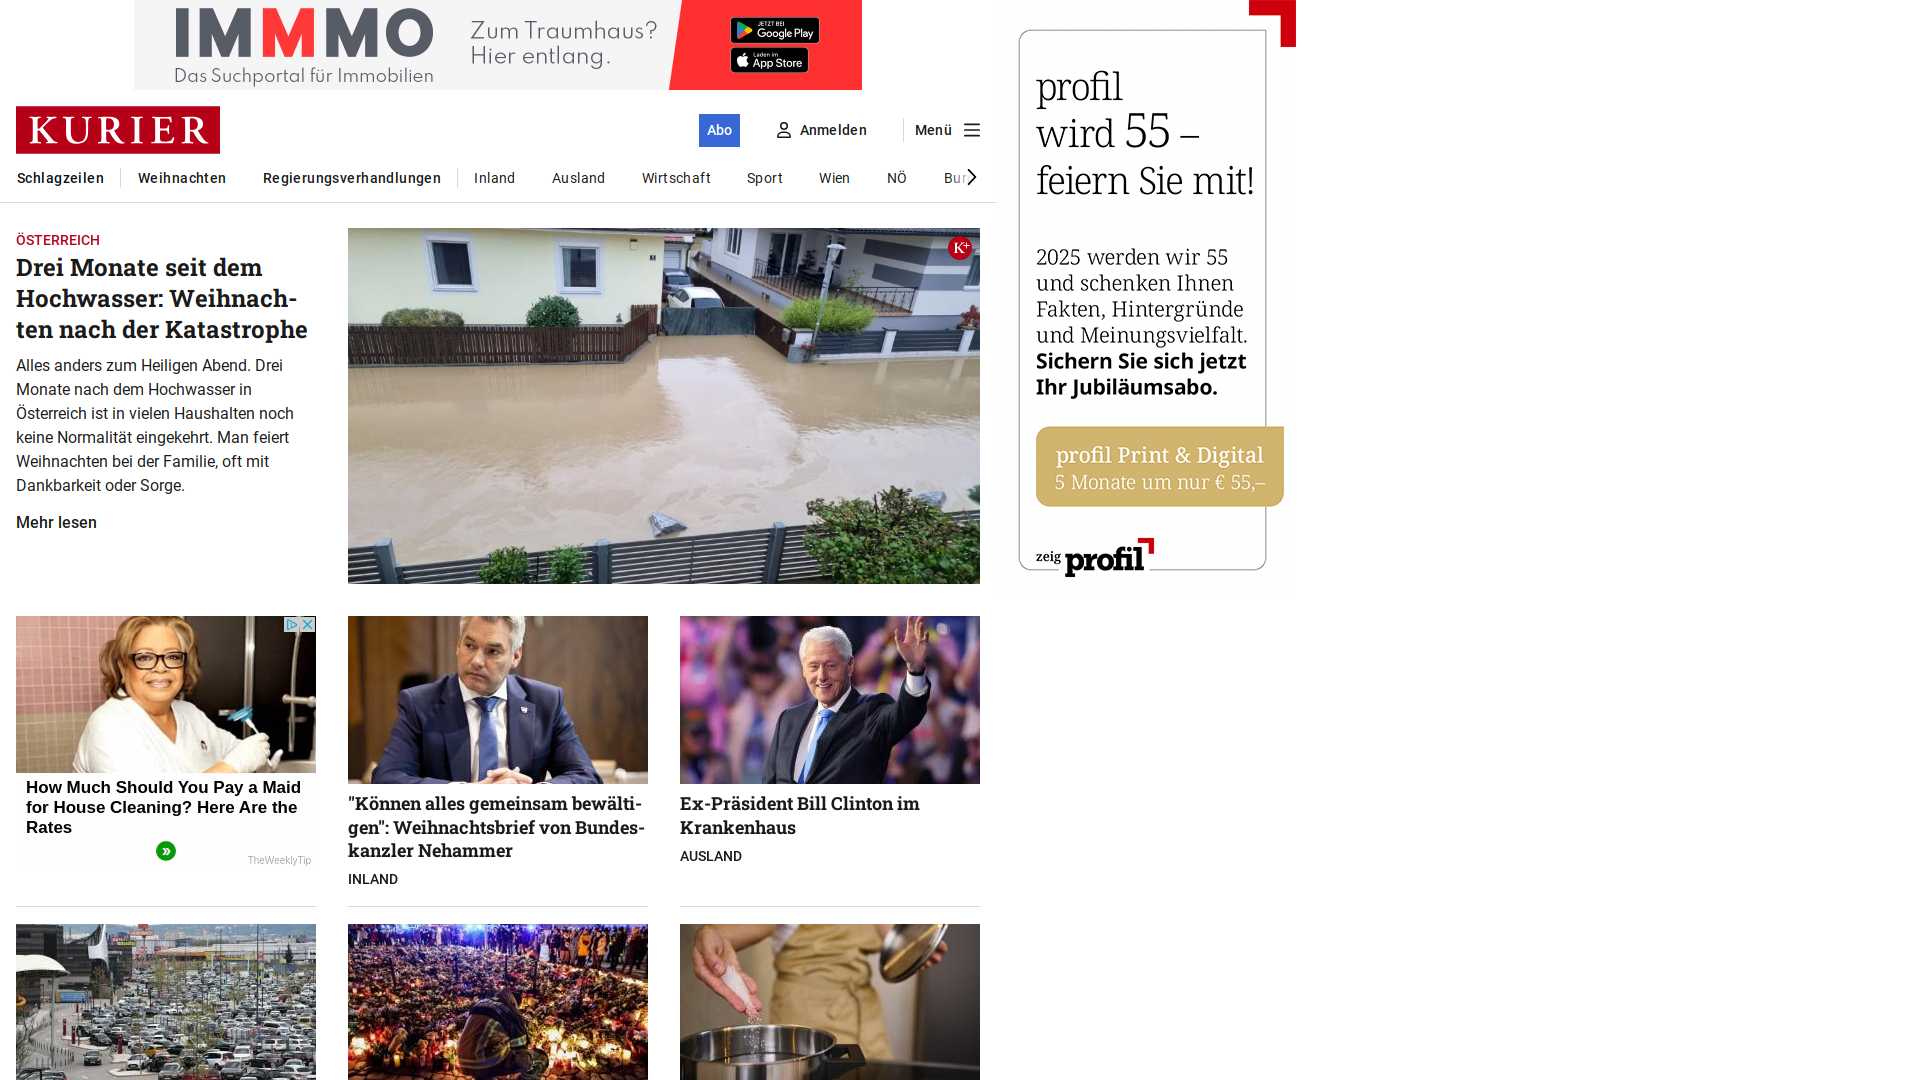 IMMMO
Das Suchportal für Immobilien
Zum Traumhaus?
Hier entlang.
JETZT BEI
Google Play
Laden im
App Store
KURIER
Abo
Anmelden
Menü
Schlagzeilen
Weihnachten
Regierungsverhandlungen
Inland
Ausland
Wirtschaft
Sport
Wien
NÖ
Bur
ÖSTERREICH
Drei Monate seit dem
Hochwasser: Weihnach-
ten nach der Katastrophe
Alles anders zum Heiligen Abend. Drei
Monate nach dem Hochwasser in
Österreich ist in vielen Haushalten noch
keine Normalität eingekehrt. Man feiert
Weihnachten bei der Familie, oft mit
Dankbarkeit oder Sorge.
Mehr lesen
K+
How Much Should You Pay a Maid
for House Cleaning? Here Are the
Rates
TheWeeklyTip
"Können alles gemeinsam bewälti-
gen": Weihnachtsbrief von Bundes-
kanzler Nehammer
INLAND
Ex-Präsident Bill Clinton im
Krankenhaus
AUSLAND
profil
wird 55 –
feiern Sie mit!
2025 werden wir 55
und schenken Ihnen
Fakten, Hintergründe
und Meinungsvielfalt.
Sichern Sie sich jetzt
Ihr Jubiläumsabo.
profil Print & Digital
5 Monate um nur € 55,–
zeig profil